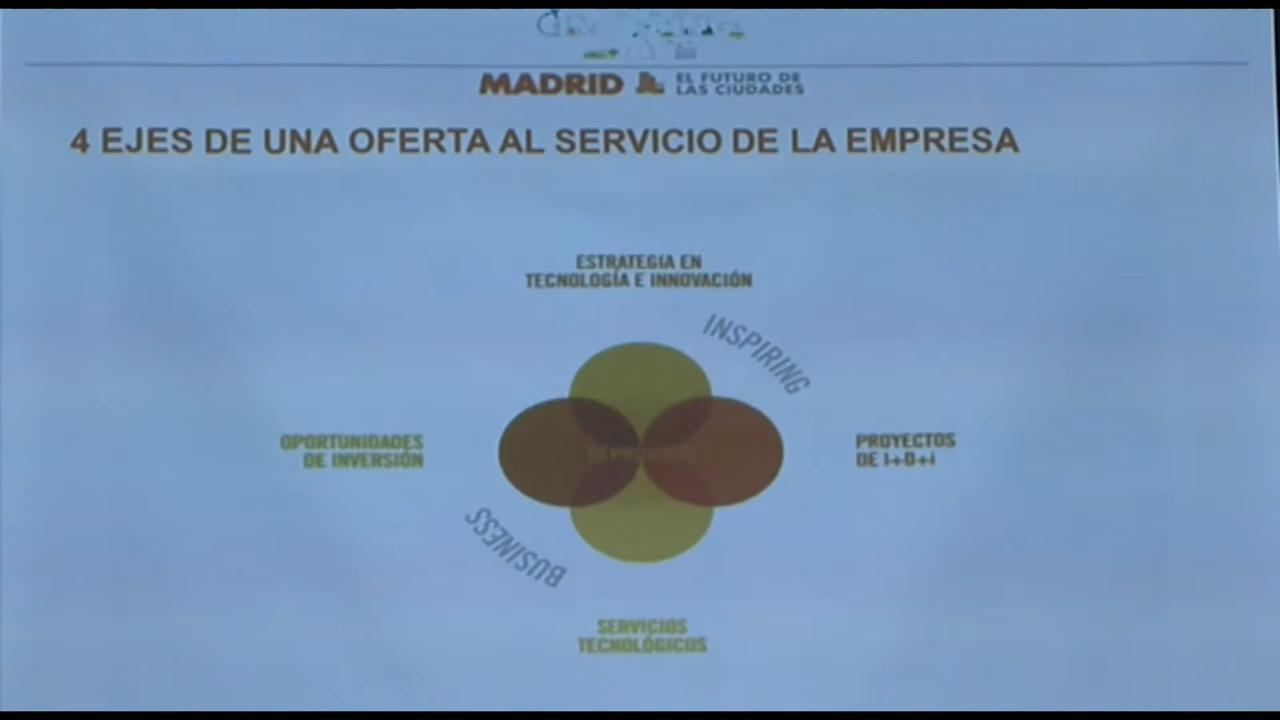 MADRID EL FUTURO DE
LAS CIUDADES
4 EJES DE UNA OFERTA AL SERVICIO DE LA EMPRESA
ESTRATEGIA EN
TECNOLOGÍA E INNOVACIÓN
INSPIRING
OPORTUNIDADES
DE INVERSIÓN
PROYECTOS
DE I+D+i
BUSINESS
SERVICIOS
TECNOLÓGICOS